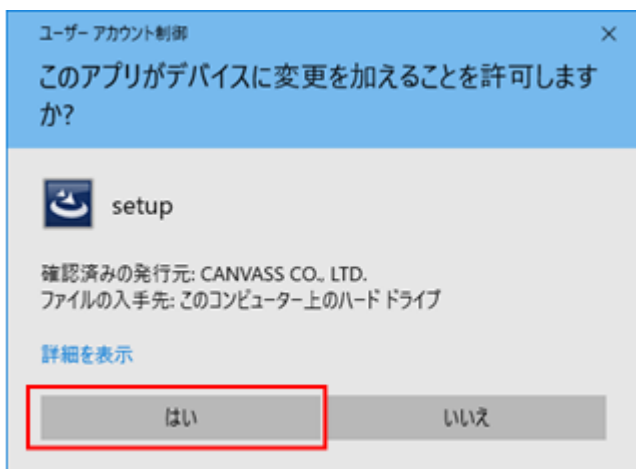 ユーザー アカウント制御
このアプリがデバイスに変更を加えることを許可します
か?
setup
確認済みの発行元: CANVASS CO., LTD.
ファイルの入手先: このコンピューター上のハード ドライブ
詳細を表示
はい
いいえ